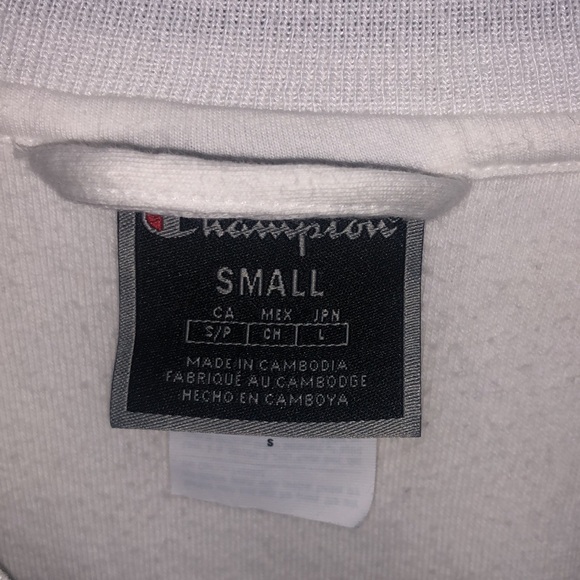 Champion
SMALL
CA MEX JPN
S/P CH L
MADE IN CAMBODIA
FABRIQUÉ AU CAMBODGE
HECHO EN CAMBOYA
S